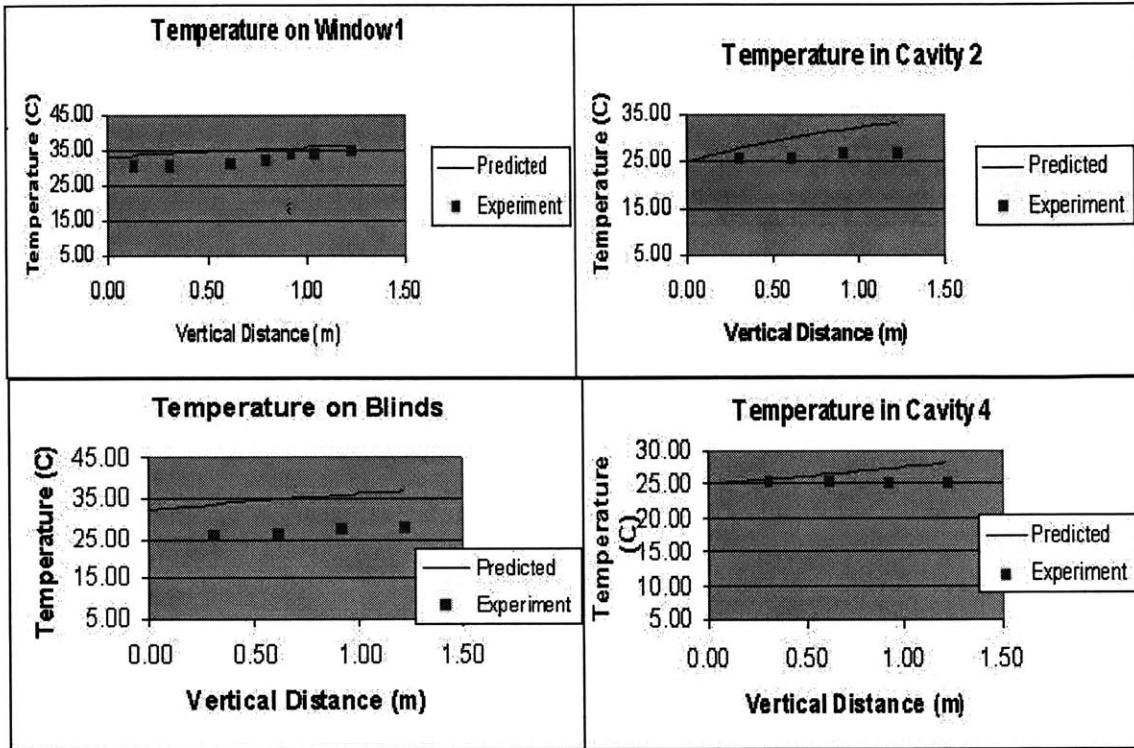 Temperature on Window1
Temperature (C)
45.00
35.00
25.00
15.00
5.00
0.00 0.50 1.00 1.50
Vertical Distance (m)
Predicted
Experiment
Temperature in Cavity 2
Temperature (C)
35.00
25.00
15.00
5.00
0.00 0.50 1.00 1.50
Vertical Distance (m)
Predicted
Experiment
Temperature on Blinds
Temperature (C)
45.00
35.00
25.00
15.00
5.00
0.00 0.50 1.00 1.50
Vertical Distance (m)
Predicted
Experiment
Temperature in Cavity 4
Temperature
(C)
30.00
25.00
20.00
15.00
10.00
5.00
0.00 0.50 1.00 1.50
Vertical Distance (m)
Predicted
Experiment